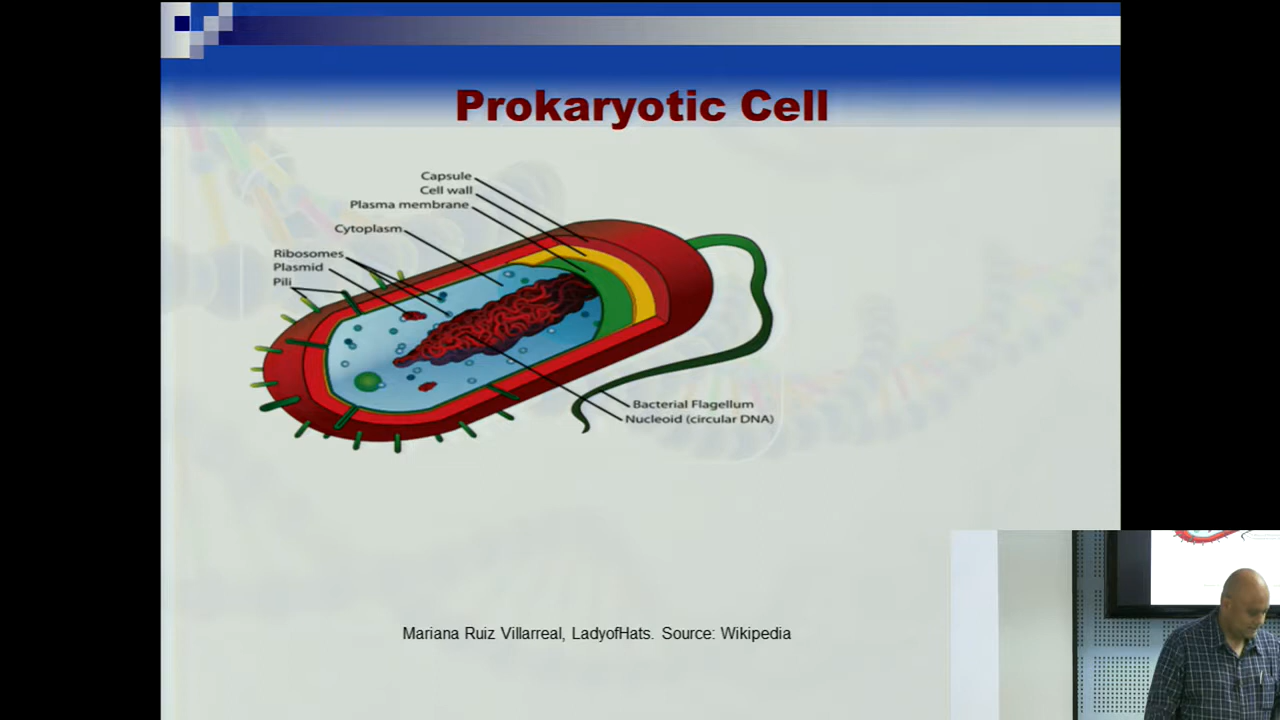 Prokaryotic Cell
Capsule
Cell wall
Plasma membrane
Cytoplasm
Ribosomes
Plasmid
Pili
Bacterial Flagellum
Nucleoid (circular DNA)
Mariana Ruiz Villarreal, LadyofHats. Source: Wikipedia